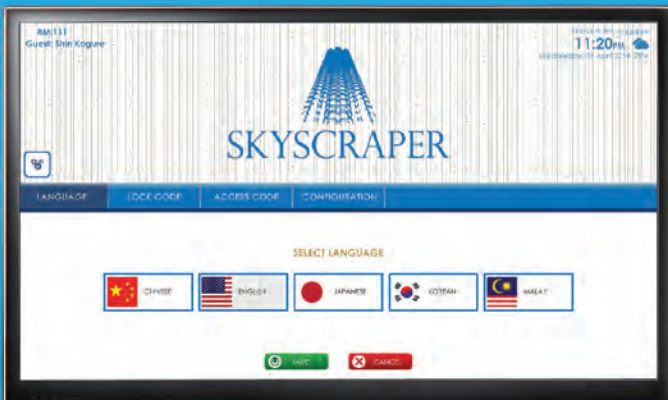 RM:111
Guest: Shin Kogure
11:20PM
SKYSCRAPER
LANGUAGE LOCK CODE ACCESS CODE CONFIGURATION
SELECT LANGUAGE
CHINESE ENGLISH JAPANESE KOREAN MALAY
SAVE CANCEL